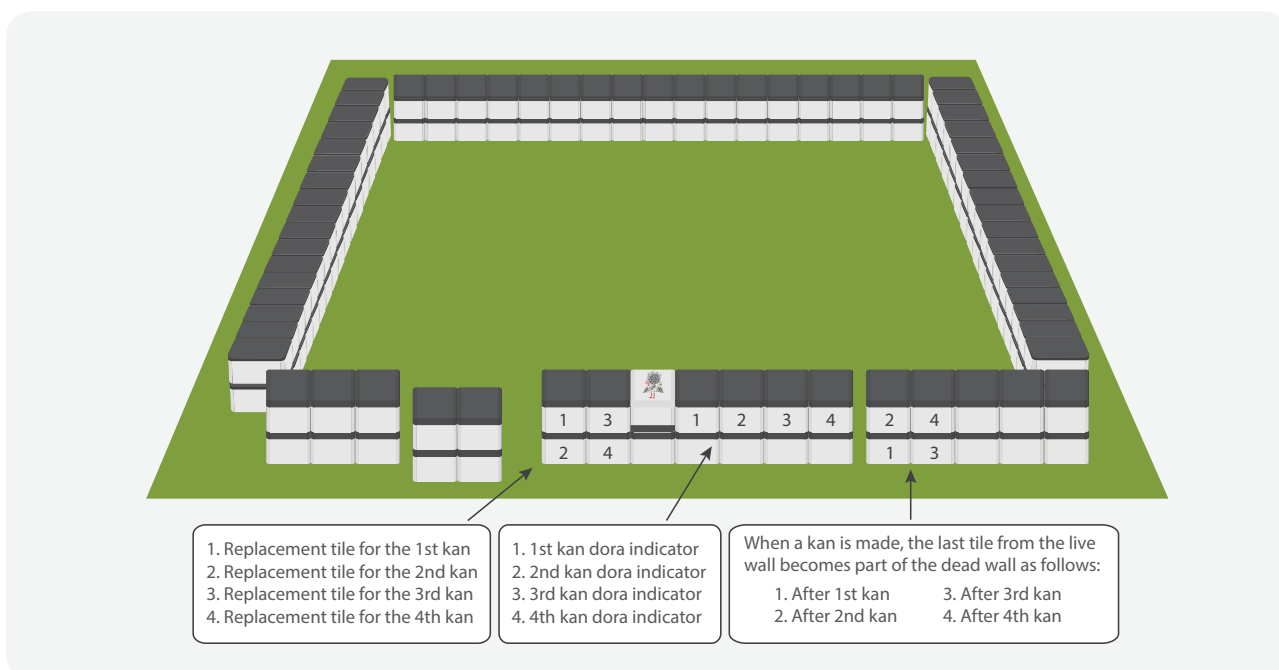 1 3 1 2 3 4 2 4
2 4 1 3
1. Replacement tile for the 1st kan
2. Replacement tile for the 2nd kan
3. Replacement tile for the 3rd kan
4. Replacement tile for the 4th kan
1. 1st kan dora indicator
2. 2nd kan dora indicator
3. 3rd kan dora indicator
4. 4th kan dora indicator
When a kan is made, the last tile from the live
wall becomes part of the dead wall as follows:
1. After 1st kan 3. After 3rd kan
2. After 2nd kan 4. After 4th kan